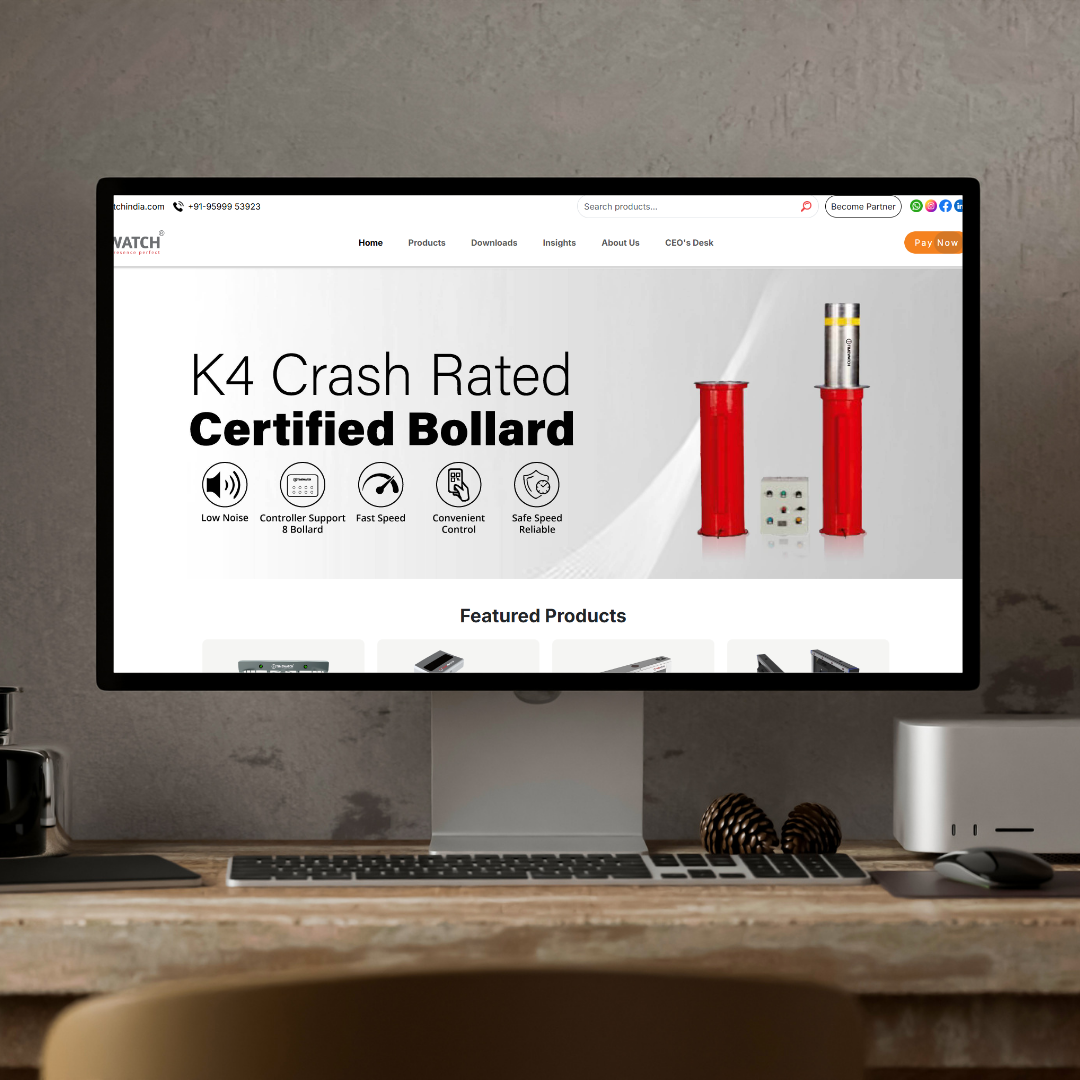 tchindia.com +91-95999 53923 Search products... Become Partner
WATCH®
Home Products Downloads Insights About Us CEO's Desk Pay Now
K4 Crash Rated
Certified Bollard
Low Noise
Controller Support
8 Bollard
Fast Speed
Convenient
Control
Safe Speed
Reliable
Featured Products